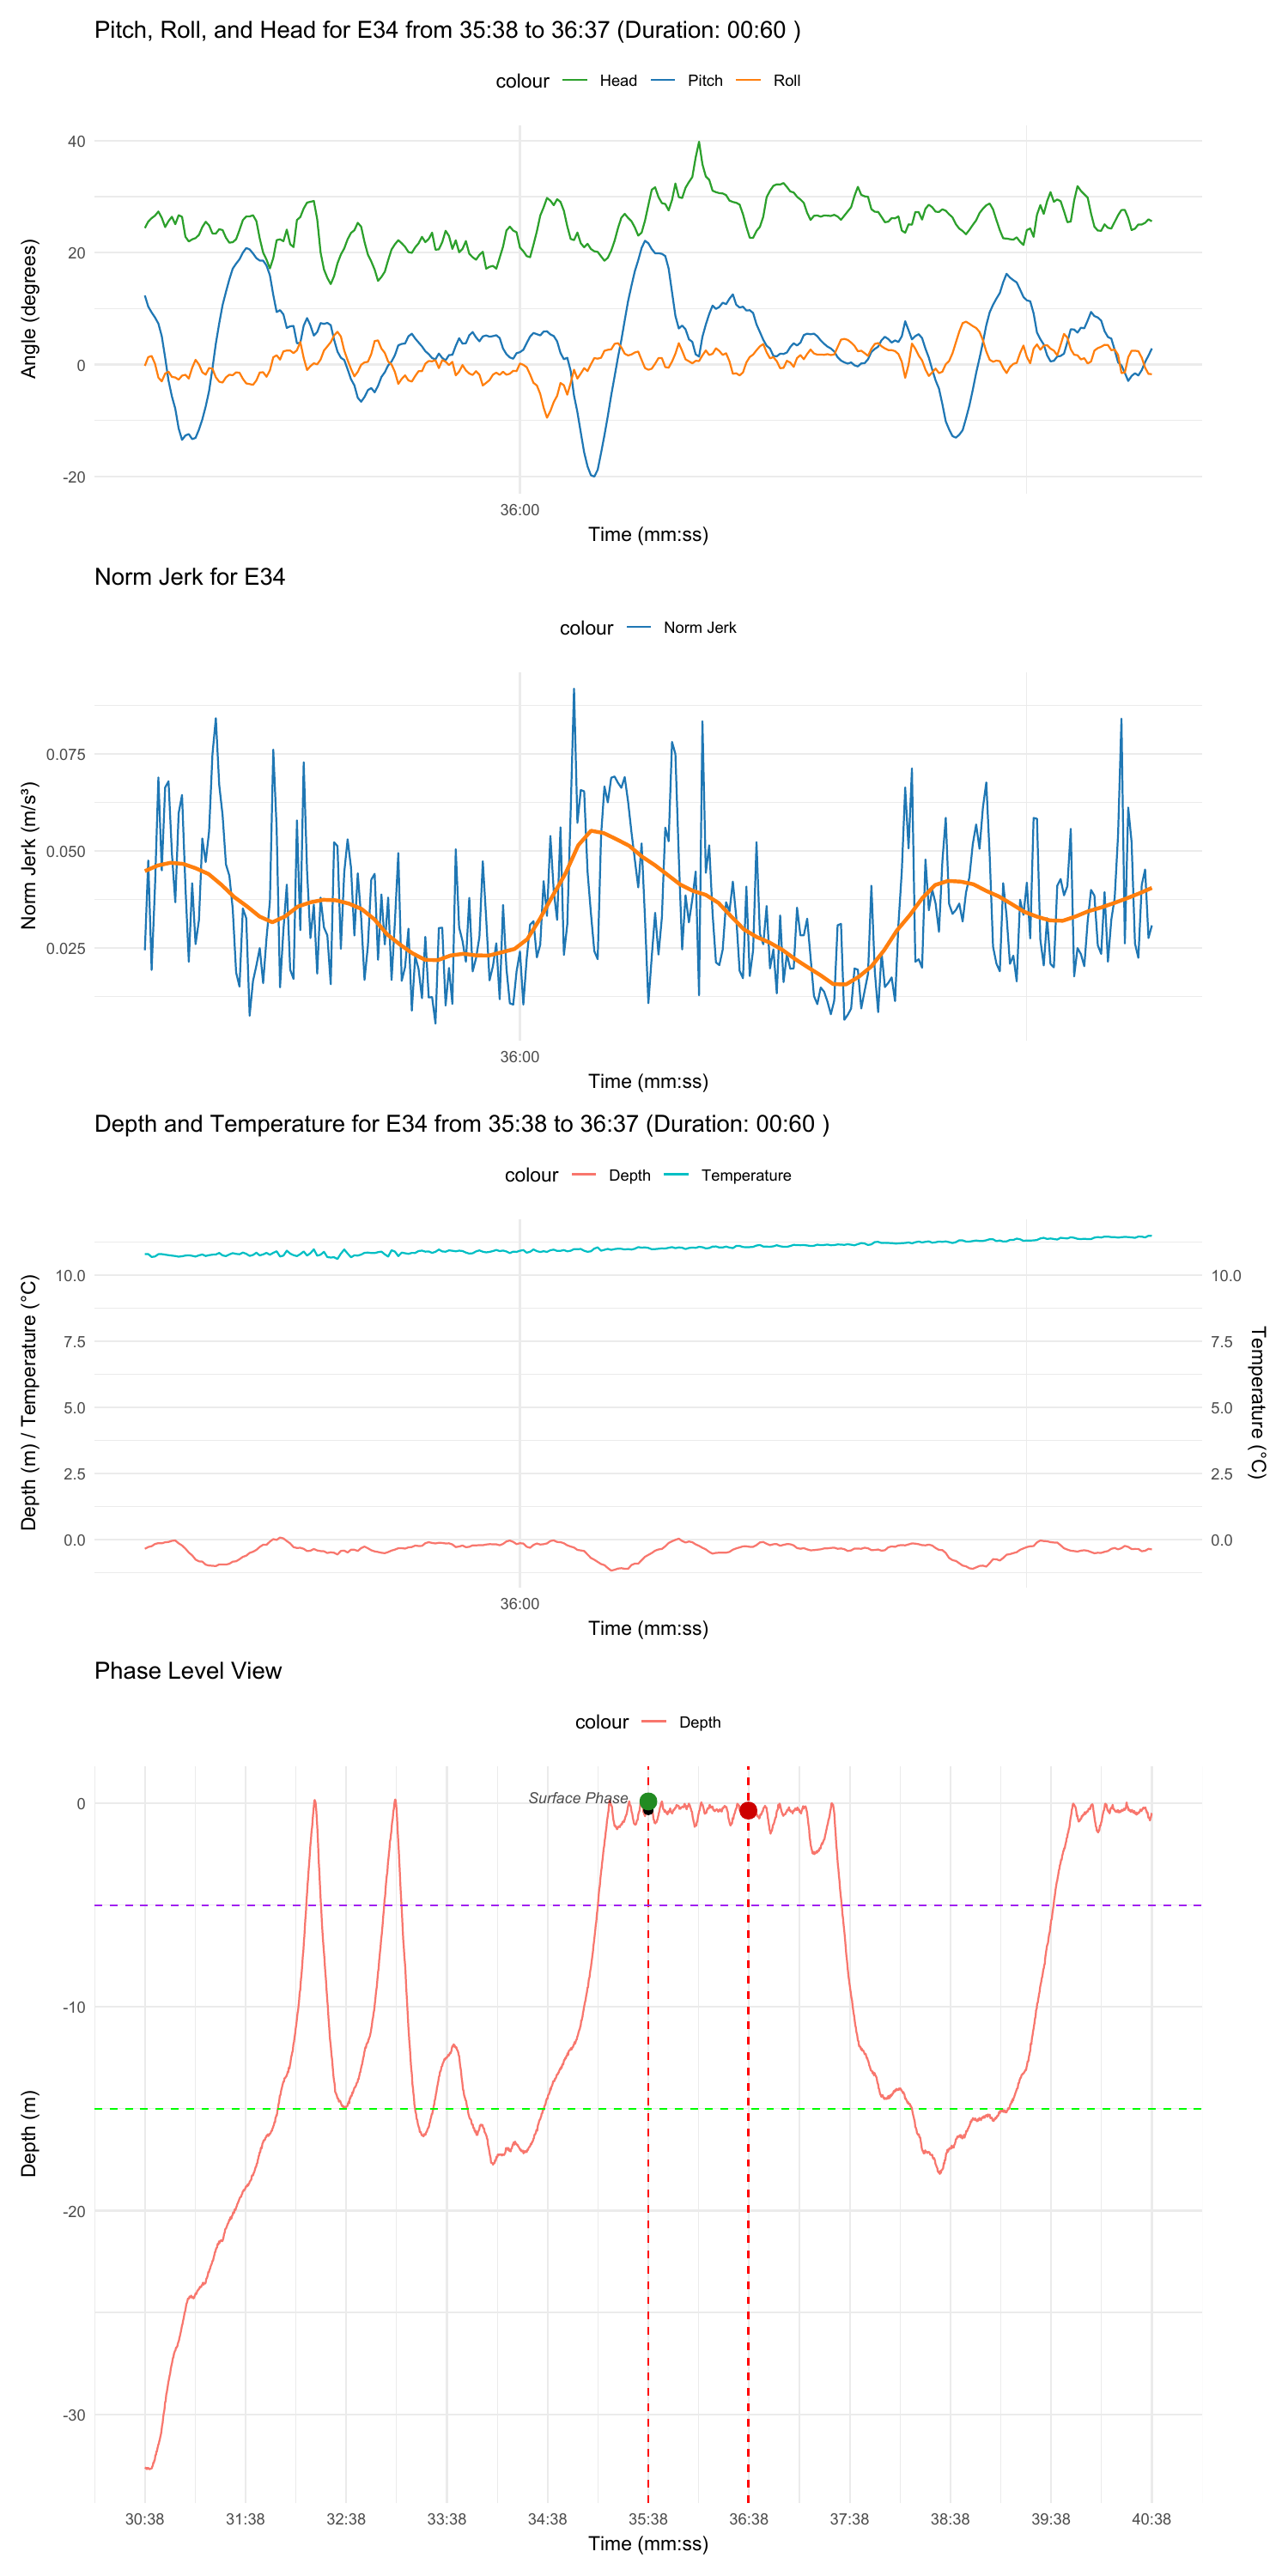 Pitch, Roll, and Head for E34 from 35:38 to 36:37 (Duration: 00:60 )
colour Head Pitch Roll
40
20
0
-20
Angle (degrees)
36:00
Time (mm:ss)
Norm Jerk for E34
colour Norm Jerk
0.075
0.050
0.025
Norm Jerk (m/s³)
36:00
Time (mm:ss)
Depth and Temperature for E34 from 35:38 to 36:37 (Duration: 00:60 )
colour Depth Temperature
10.0 10.0
7.5 7.5
5.0 5.0
2.5 2.5
0.0 0.0
Depth (m) / Temperature (°C)
Temperature (°C)
36:00
Time (mm:ss)
Phase Level View
colour Depth
Surface Phase
0
-10
-20
-30
Depth (m)
30:38 31:38 32:38 33:38 34:38 35:38 36:38 37:38 38:38 39:38 40:38
Time (mm:ss)